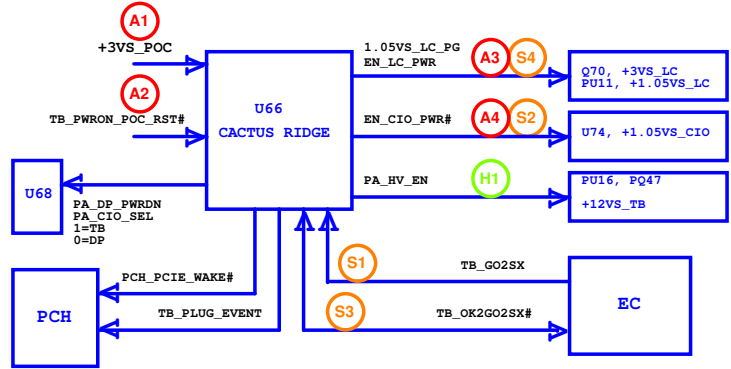 A1
+3VS_POC
A2
TB_PWRON_POC_RST#
U66
CACTUS RIDGE
1.05VS_LC_PG
EN_LC_PWR
A3
S4
Q70, +3VS_LC
PU11, +1.05VS_LC
EN_CIO_PWR#
A4
S2
U74, +1.05VS_CIO
PA_HV_EN
H1
PU16, PQ47
+12VS_TB
U68
PA_DP_PWRDN
PA_CIO_SEL
1=TB
0=DP
PCH
PCH_PCIE_WAKE#
TB_PLUG_EVENT
S1
TB_GO2SX
S3
TB_OK2GO2SX#
EC